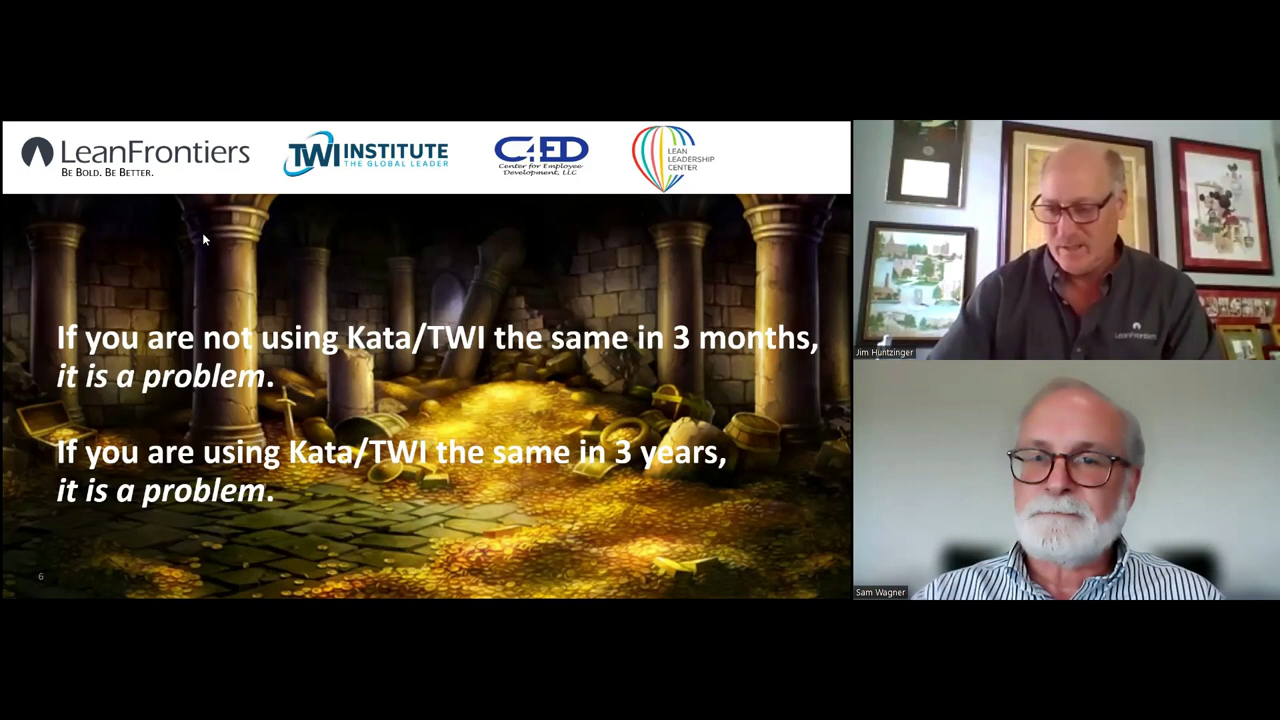 LeanFrontiers
BE BOLD. BE BETTER.
TWI INSTITUTE
THE GLOBAL LEADER
C4ED
Center for Employee
Development, LLC
LEAN
LEADERSHIP
CENTER
If you are not using Kata/TWI the same in 3 months,
it is a problem.
If you are using Kata/TWI the same in 3 years,
it is a problem.
6
LeanFrontiers
Jim Huntzinger
Sam Wagner